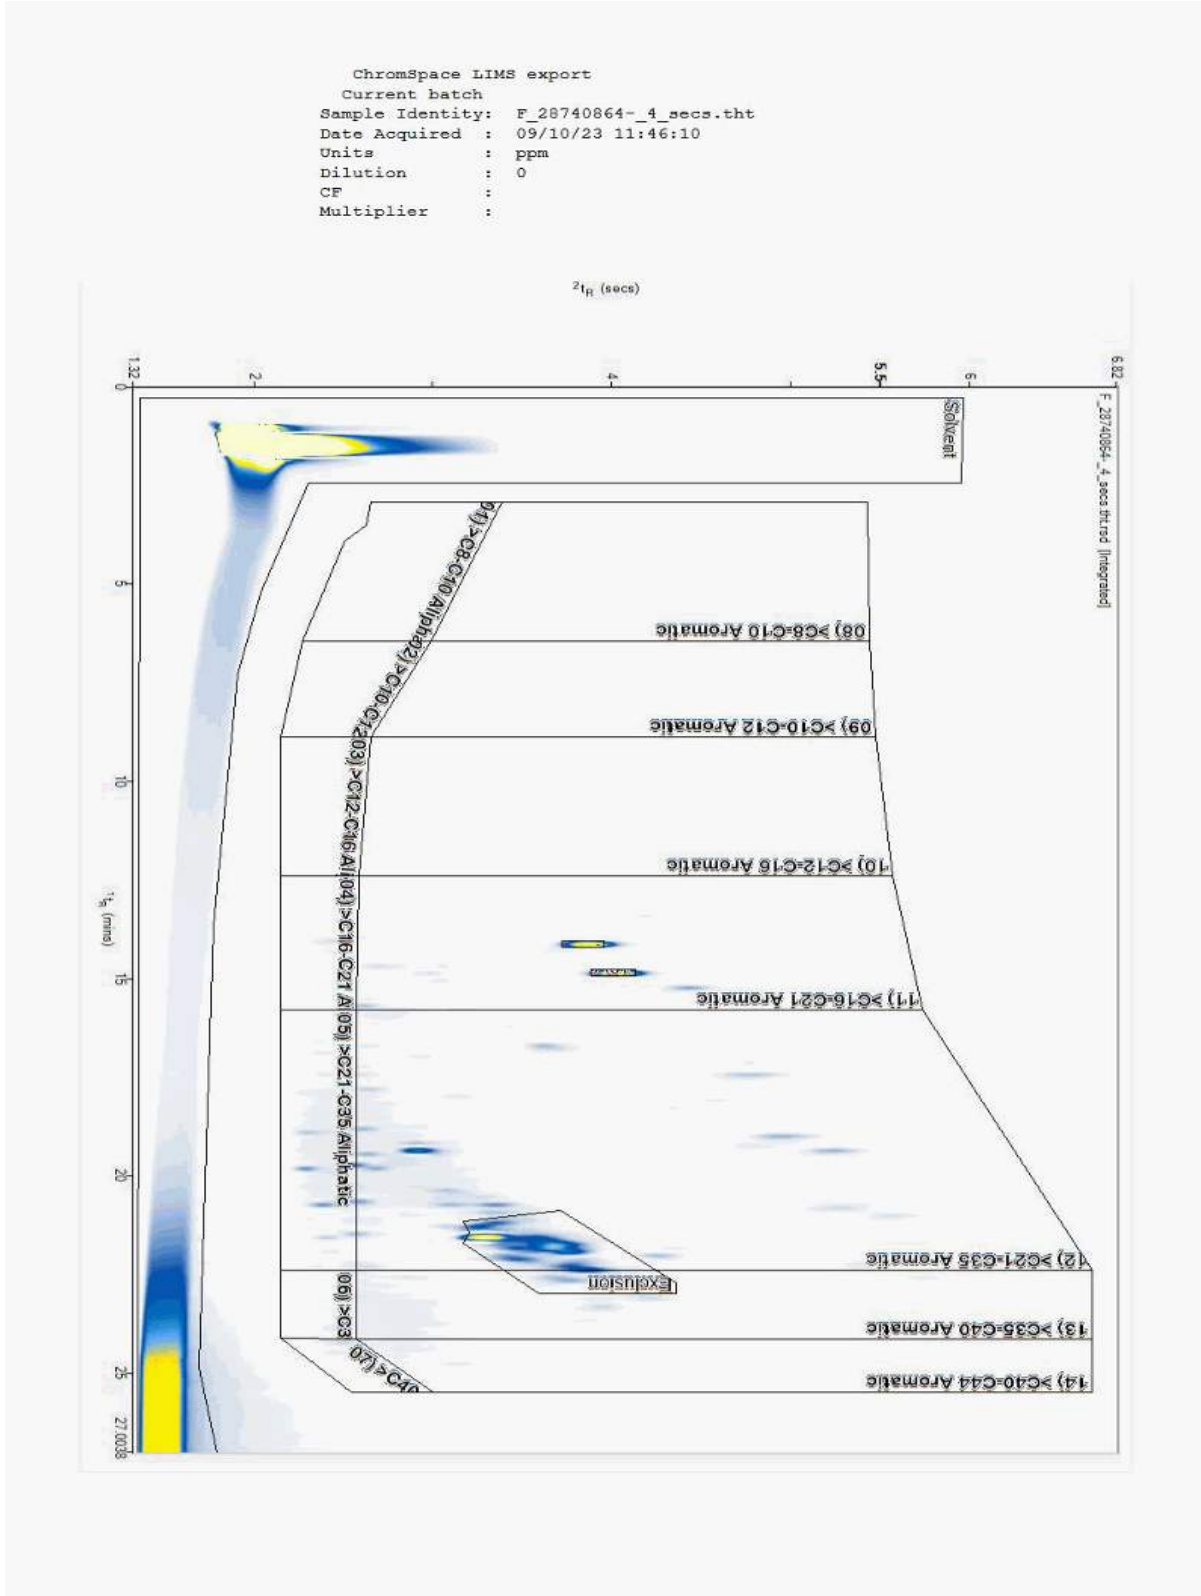 ChromSpace LIMS export
Current batch
Sample Identity: F_28740864-_4_secs.tht
Date Acquired : 09/10/23 11:46:10
Units : ppm
Dilution : 0
CF :
Multiplier :
²tR (secs)
1.32
2
4
5.5
6
6.82
F_28740864-_4_secs.tht.rsd [Integrated]
0
5
10
15
20
25
27.0038
¹tR (mins)
Solvent
01) >C8-C10 Alipha
02) >C10-C12
03) >C12-C16 Ali
04) >C16-C21 Al
05) >C21-C35 Aliphatic
06) >C3
07) >C40
08) >C8-C10 Aromatic
09) >C10-C12 Aromatic
10) >C12-C16 Aromatic
11) >C16-C21 Aromatic
12) >C21-C35 Aromatic
Exclusion
13) >C35-C40 Aromatic
14) >C40-C44 Aromatic